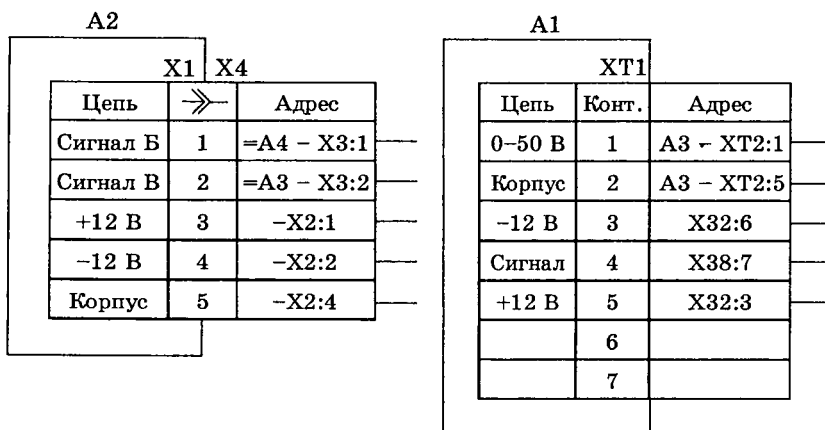 A2
X1 X4
Цепь Адрес
Сигнал Б 1 =A4 – X3:1
Сигнал В 2 =A3 – X3:2
+12 В 3 –X2:1
–12 В 4 –X2:2
Корпус 5 –X2:4
A1
XT1
Цепь Конт. Адрес
0–50 В 1 A3 – XT2:1
Корпус 2 A3 – XT2:5
–12 В 3 X32:6
Сигнал 4 X38:7
+12 В 5 X32:3
6
7